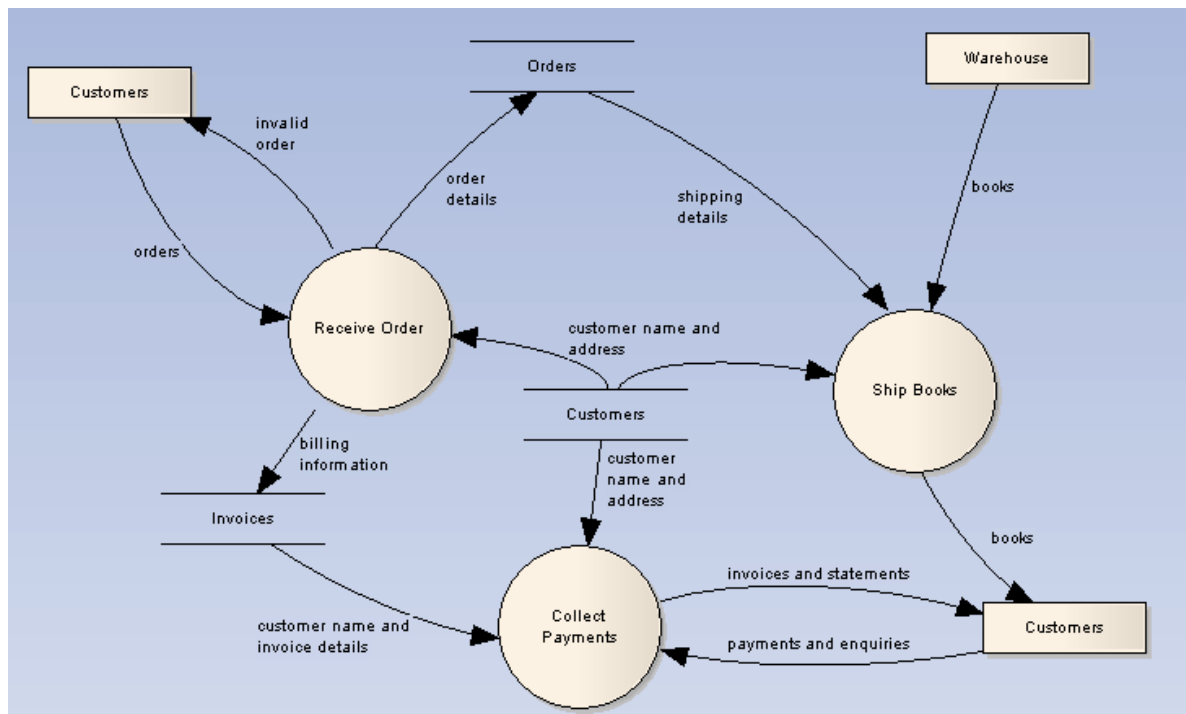 Orders
Warehouse
Customers
invalid
order
order
details
shipping
details
books
orders
Receive Order
customer name and
address
Ship Books
Customers
billing
information
customer
name and
address
Invoices
books
invoices and statements
customer name and
invoice details
Collect
Payments
Customers
payments and enquiries